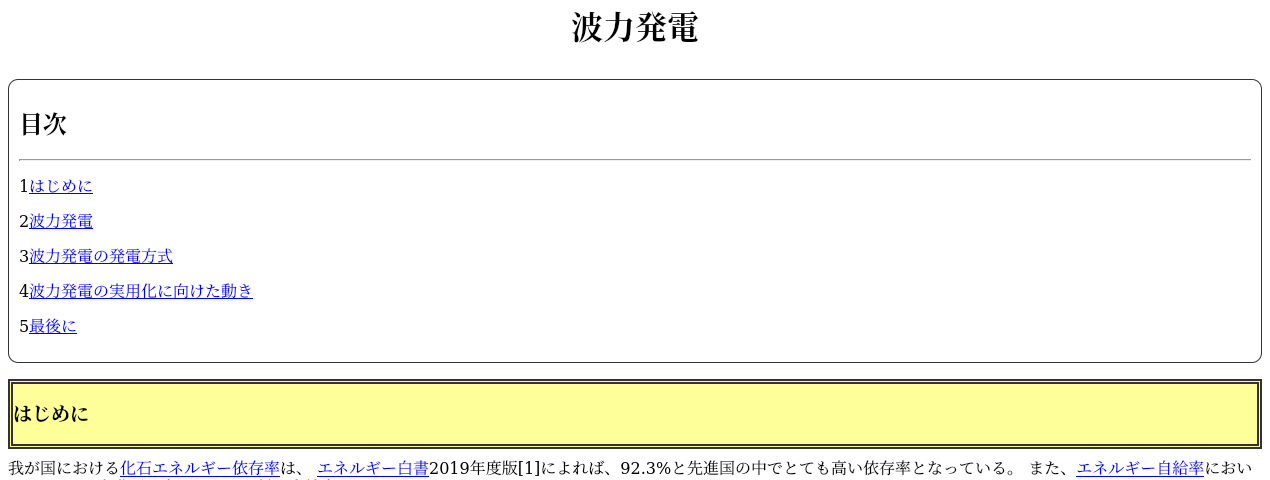 波力発電
目次
1はじめに
2波力発電
3波力発電の発電方式
4波力発電の実用化に向けた動き
5最後に
はじめに
我が国における化石エネルギー依存率は、 エネルギー白書2019年度版[1]によれば、92.3%と先進国の中でとても高い依存率となっている。 また、エネルギー自給率におい